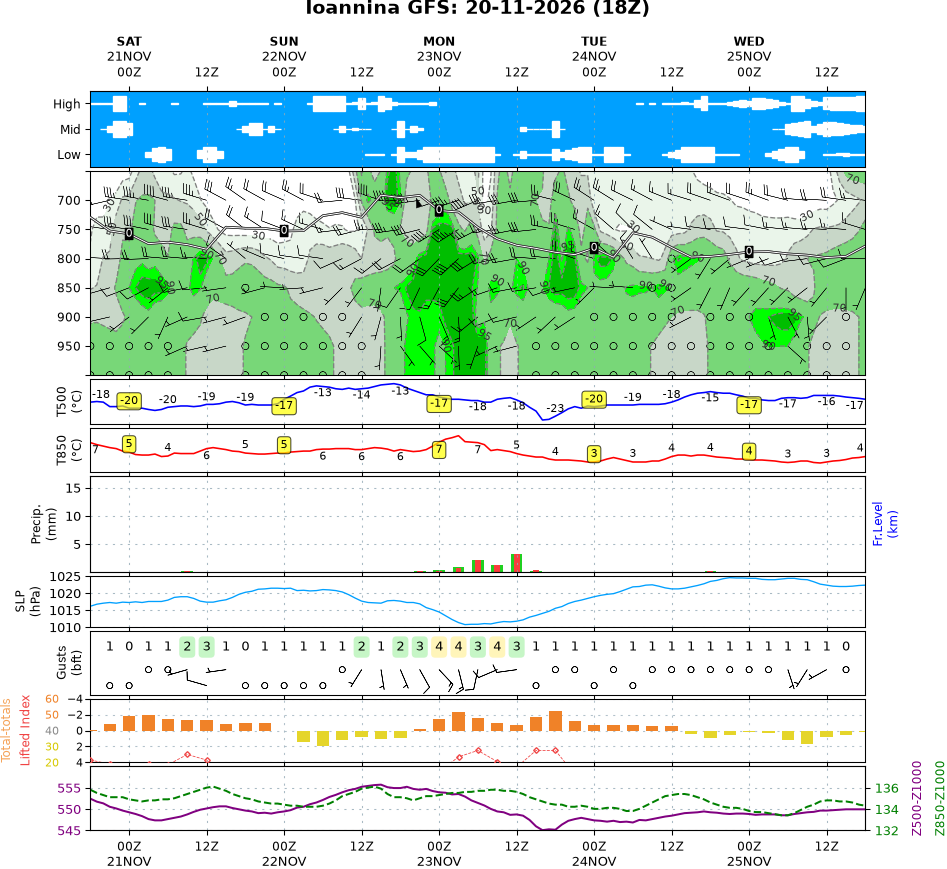 Ioannina GFS: 20-11-2026 (18Z)
SAT SUN MON TUE WED
21NOV 22NOV 23NOV 24NOV 25NOV
00Z 12Z 00Z 12Z 00Z 12Z 00Z 12Z 00Z 12Z
High
Mid
Low
700
750
800
850
900
950
T500
(°C)
-18 -20 -20 -19 -19 -17 -13 -14 -13 -17 -18 -18 -23 -20 -19 -18 -15 -17 -17 -16 -17
T850
(°C)
7 5 4 6 5 5 6 6 6 7 7 5 4 3 3 4 4 4 3 3 4
Precip.
(mm)
15
10
5
Fr.Level
(km)
SLP
(hPa)
1025
1020
1015
1010
Gusts
(bft)
1 0 1 1 2 3 1 0 1 1 1 1 1 2 1 2 3 4 4 3 4 3 1 1 1 1 1 1 1 1 1 1 1 1 1 1 1 1 0
Total-totals
Lifted Index
60 −4
50 −2
40 0
30 2
20 4
555
550
545
136
134
132
Z500-Z1000
Z850-Z1000
00Z 12Z 00Z 12Z 00Z 12Z 00Z 12Z 00Z 12Z
21NOV 22NOV 23NOV 24NOV 25NOV